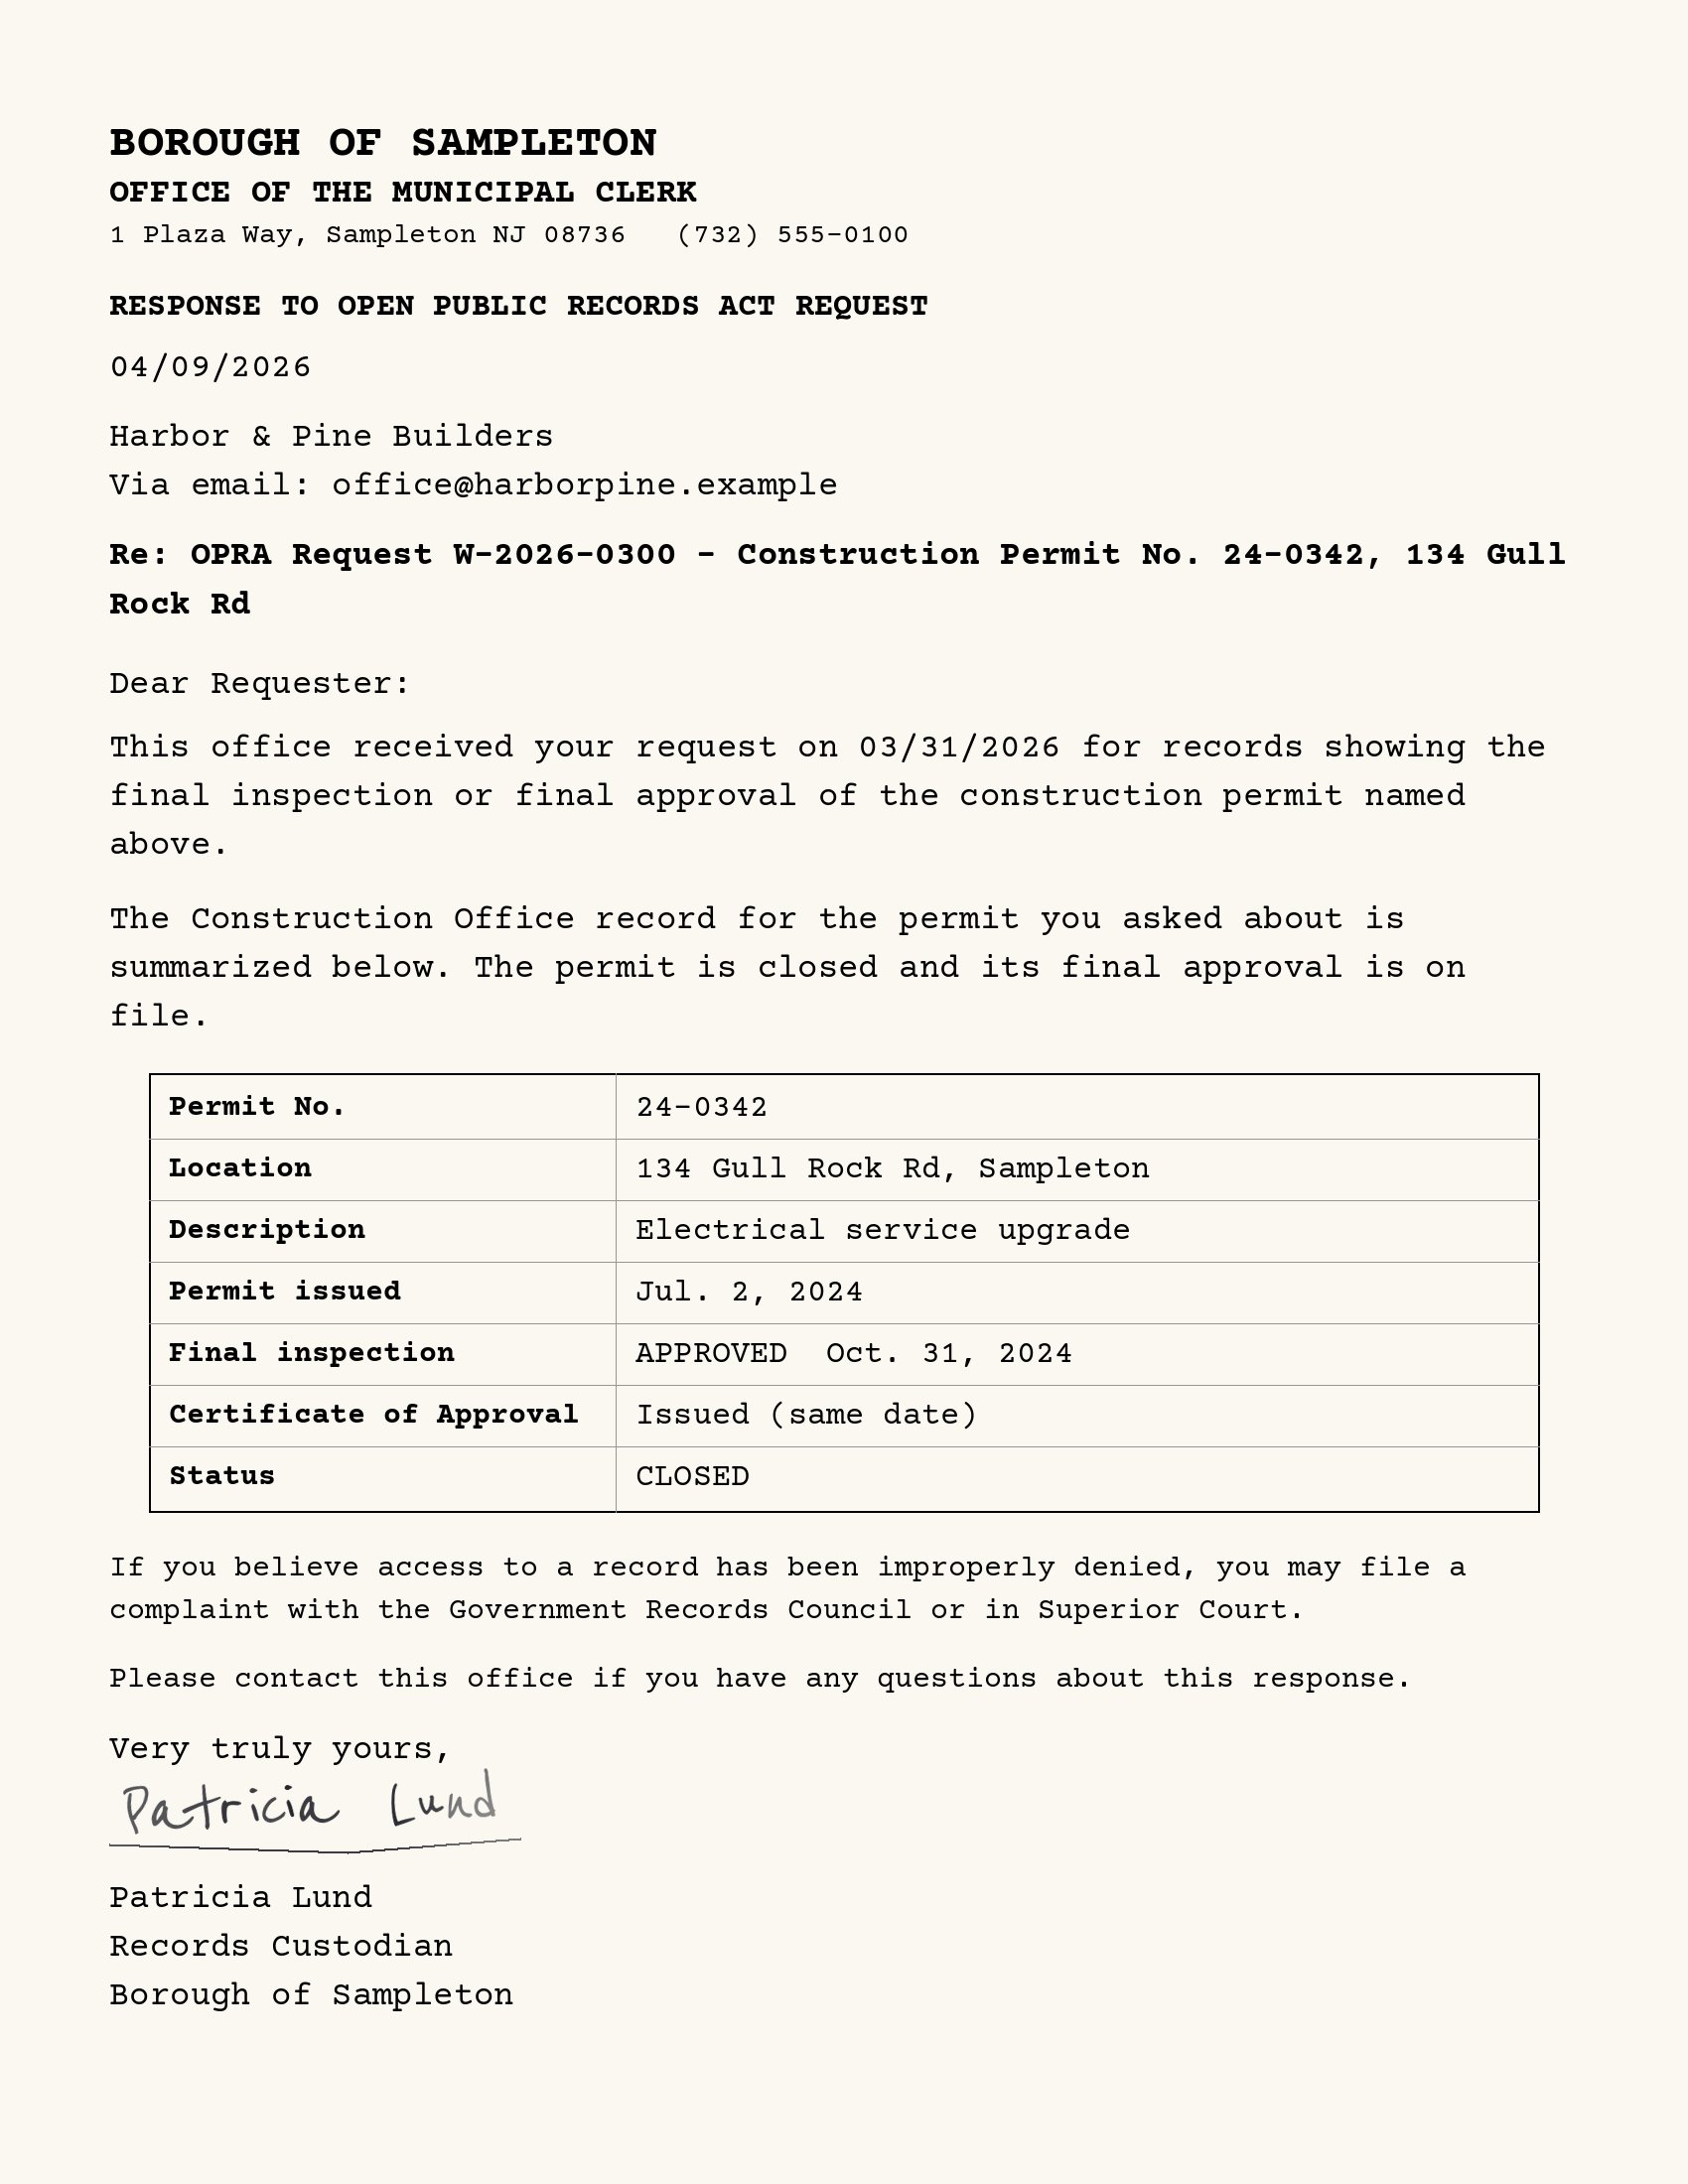 BOROUGH OF SAMPLETON
OFFICE OF THE MUNICIPAL CLERK
1 Plaza Way, Sampleton NJ 08736   (732) 555-0100
RESPONSE TO OPEN PUBLIC RECORDS ACT REQUEST
04/09/2026
Harbor & Pine Builders
Via email: office@harborpine.example
Re: OPRA Request W-2026-0300 - Construction Permit No. 24-0342, 134 Gull
Rock Rd
Dear Requester:
This office received your request on 03/31/2026 for records showing the
final inspection or final approval of the construction permit named
above.
The Construction Office record for the permit you asked about is
summarized below. The permit is closed and its final approval is on
file.
Permit No. 24-0342
Location 134 Gull Rock Rd, Sampleton
Description Electrical service upgrade
Permit issued Jul. 2, 2024
Final inspection APPROVED  Oct. 31, 2024
Certificate of Approval Issued (same date)
Status CLOSED
If you believe access to a record has been improperly denied, you may file a
complaint with the Government Records Council or in Superior Court.
Please contact this office if you have any questions about this response.
Very truly yours,
Patricia Lund
Patricia Lund
Records Custodian
Borough of Sampleton